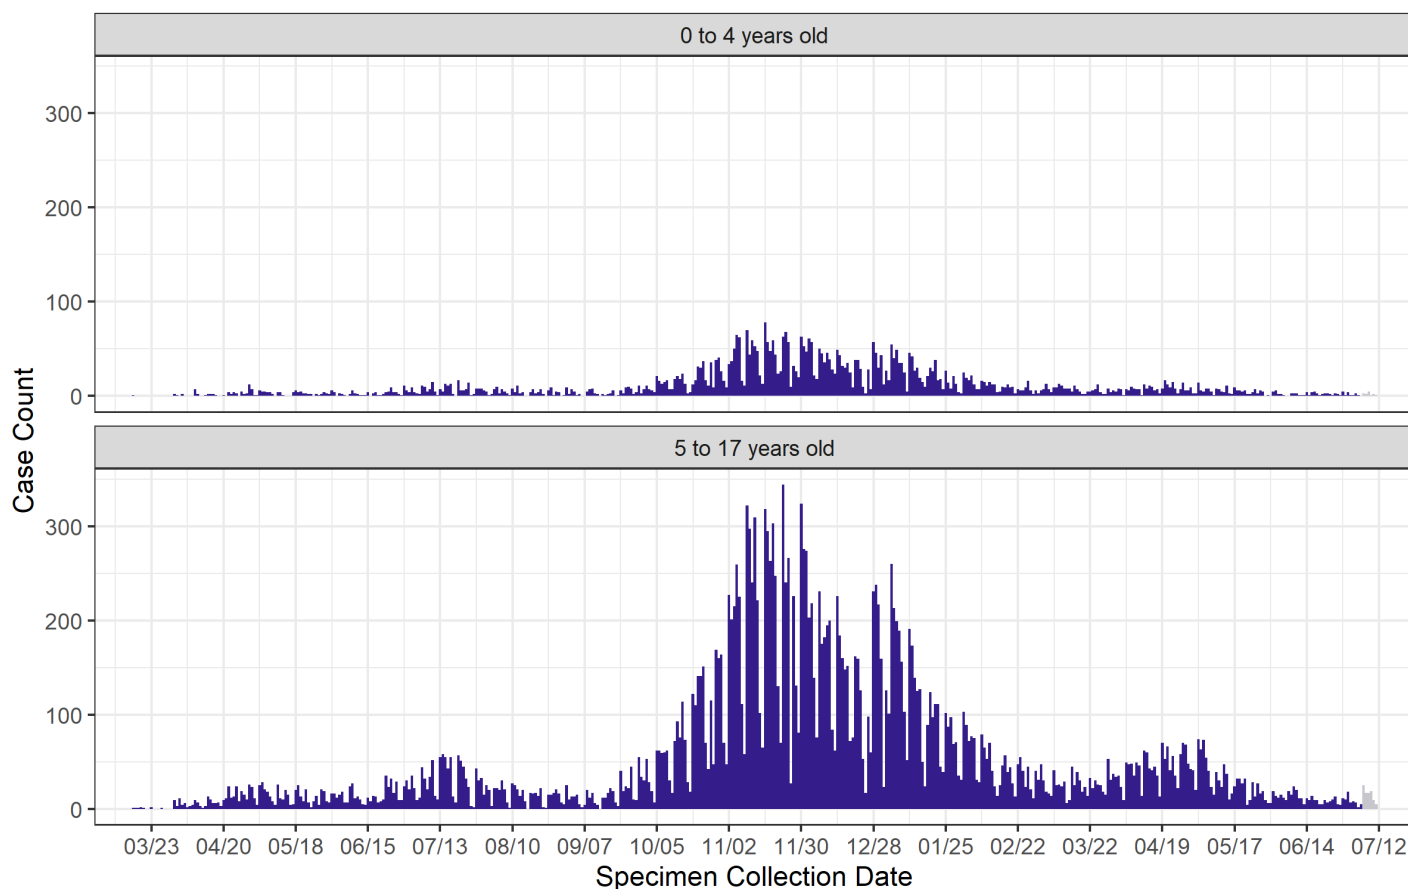 0 to 4 years old
300
200
100
0
5 to 17 years old
300
200
100
0
Case Count
03/23 04/20 05/18 06/15 07/13 08/10 09/07 10/05 11/02 11/30 12/28 01/25 02/22 03/22 04/19 05/17 06/14 07/12
Specimen Collection Date